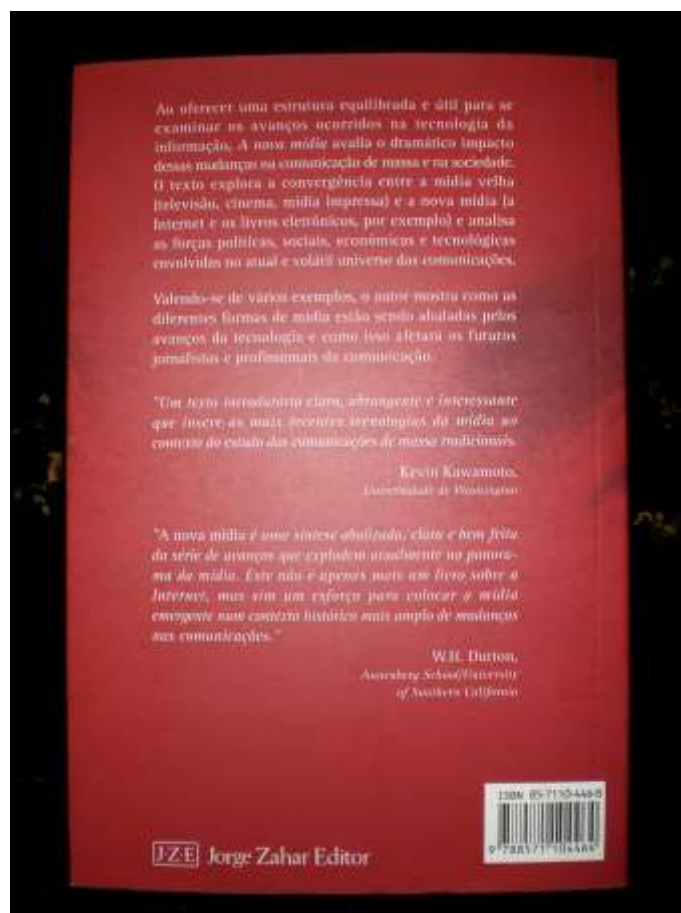 Ao oferecer uma estrutura equilibrada e útil para se
examinar os avanços ocorridos na tecnologia da
informação, A nova mídia avalia o dramático impacto
dessas mudanças na comunicação de massa e na sociedade.
O texto explora a convergência entre a mídia velha
(televisão, cinema, mídia impressa) e a nova mídia (a
Internet e os livros eletrônicos, por exemplo) e analisa
as forças políticas, sociais, econômicas e tecnológicas
envolvidas no atual e volátil universo das comunicações.
Valendo-se de vários exemplos, o autor mostra como as
diferentes formas de mídia estão sendo abaladas pelos
avanços da tecnologia e como isso afetará os futuros
jornalistas e profissionais da comunicação.
"Um texto introdutório claro, abrangente e interessante
que insere as mais recentes tecnologias da mídia no
contexto do estudo das comunicações de massa tradicionais.
Kevin Kawamoto,
Universidade de Washington
"A nova mídia é uma síntese abalizada, clara e bem feita
da série de avanços que explodem atualmente no panora-
ma da mídia. Este não é apenas mais um livro sobre a
Internet, mas sim um esforço para colocar a mídia
emergente num contexto histórico mais amplo de mudanças
nas comunicações."
W.H. Dutton,
Annenberg School/University
of Southern California
ISBN 85-7110-446-8
9 788571 104464
J·Z·E Jorge Zahar Editor